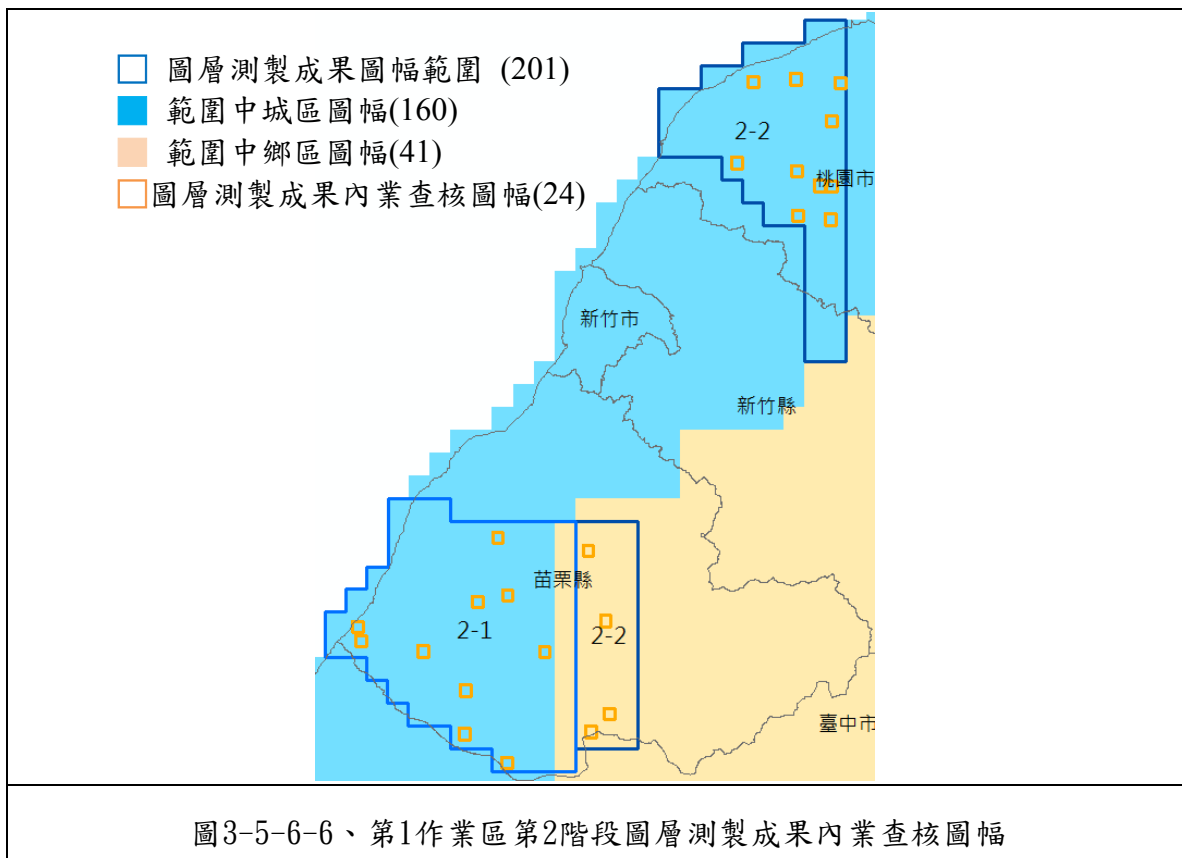 圖層測製成果圖幅範圍 (201)
範圍中城區圖幅(160)
範圍中鄉區圖幅(41)
圖層測製成果內業查核圖幅(24)
2-2
桃園市
新竹市
新竹縣
苗栗縣
2-1
2-2
臺中市
圖3-5-6-6、第1作業區第2階段圖層測製成果內業查核圖幅